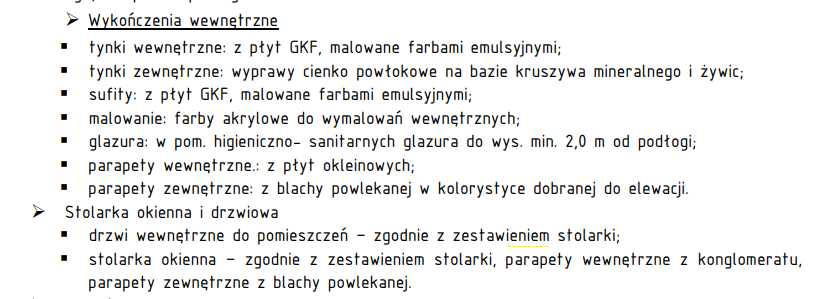 ➢ Wykończenia wewnętrzne
▪ tynki wewnętrzne: z płyt GKF, malowane farbami emulsyjnymi;
▪ tynki zewnętrzne: wyprawy cienko powłokowe na bazie kruszywa mineralnego i żywic;
▪ sufity: z płyt GKF, malowane farbami emulsyjnymi;
▪ malowanie: farby akrylowe do wymalowań wewnętrznych;
▪ glazura: w pom. higieniczno- sanitarnych glazura do wys. min. 2,0 m od podłogi;
▪ parapety wewnętrzne.: z płyt okleinowych;
▪ parapety zewnętrzne: z blachy powlekanej w kolorystyce dobranej do elewacji.
➢ Stolarka okienna i drzwiowa
▪ drzwi wewnętrzne do pomieszczeń – zgodnie z zestawieniem stolarki;
▪ stolarka okienna – zgodnie z zestawieniem stolarki, parapety wewnętrzne z konglomeratu,
parapety zewnętrzne z blachy powlekanej.